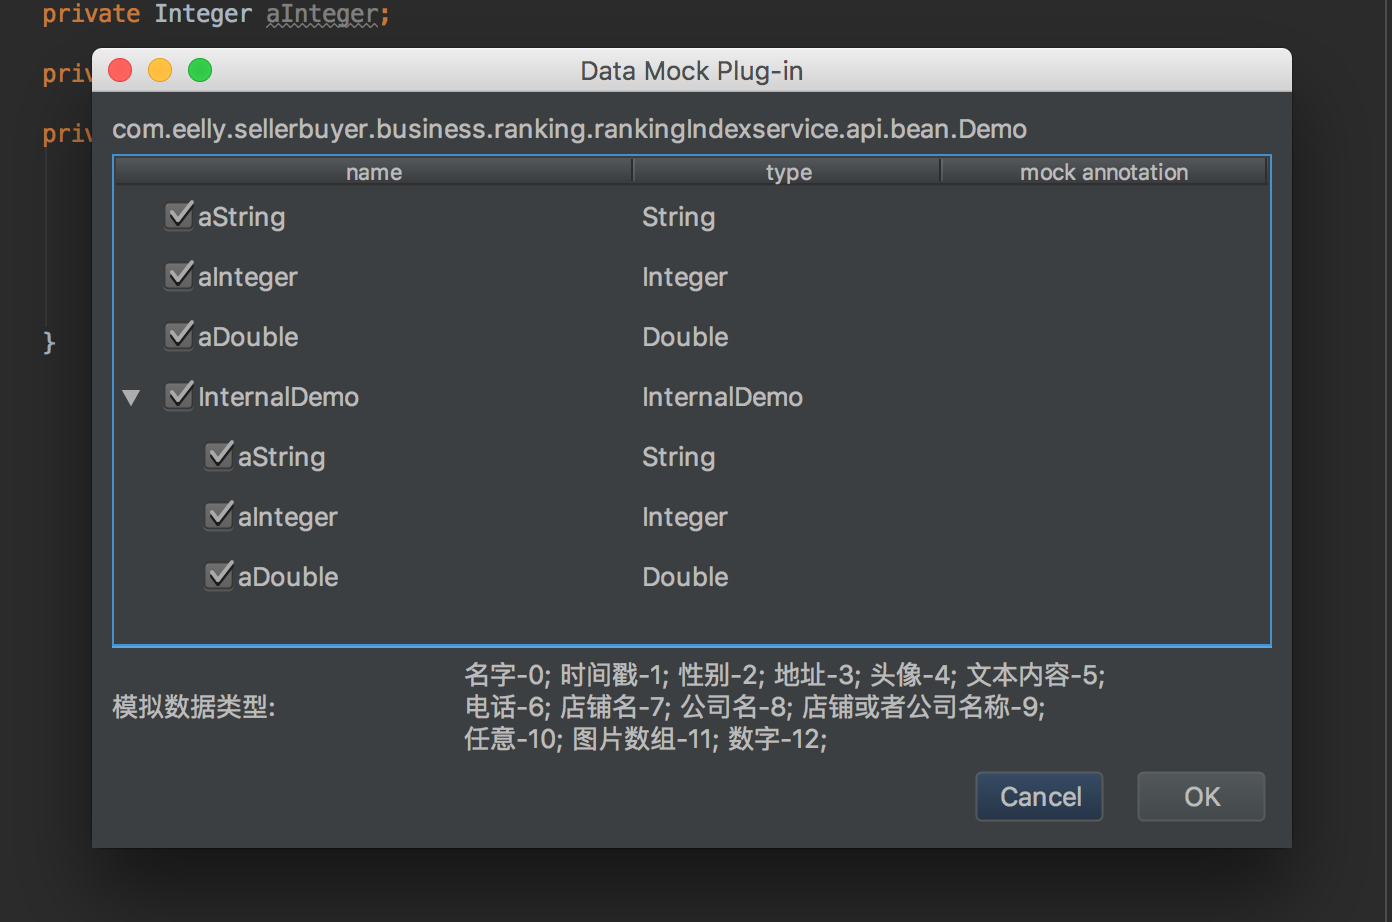 private Integer aInteger;
priv
priv
}
Data Mock Plug-in
com.eelly.sellerbuyer.business.ranking.rankingIndexservice.api.bean.Demo
name type mock annotation
aString String
aInteger Integer
aDouble Double
InternalDemo InternalDemo
aString String
aInteger Integer
aDouble Double
模拟数据类型:
名字-0; 时间戳-1; 性别-2; 地址-3; 头像-4; 文本内容-5;
电话-6; 店铺名-7; 公司名-8; 店铺或者公司名称-9;
任意-10; 图片数组-11; 数字-12;
Cancel OK